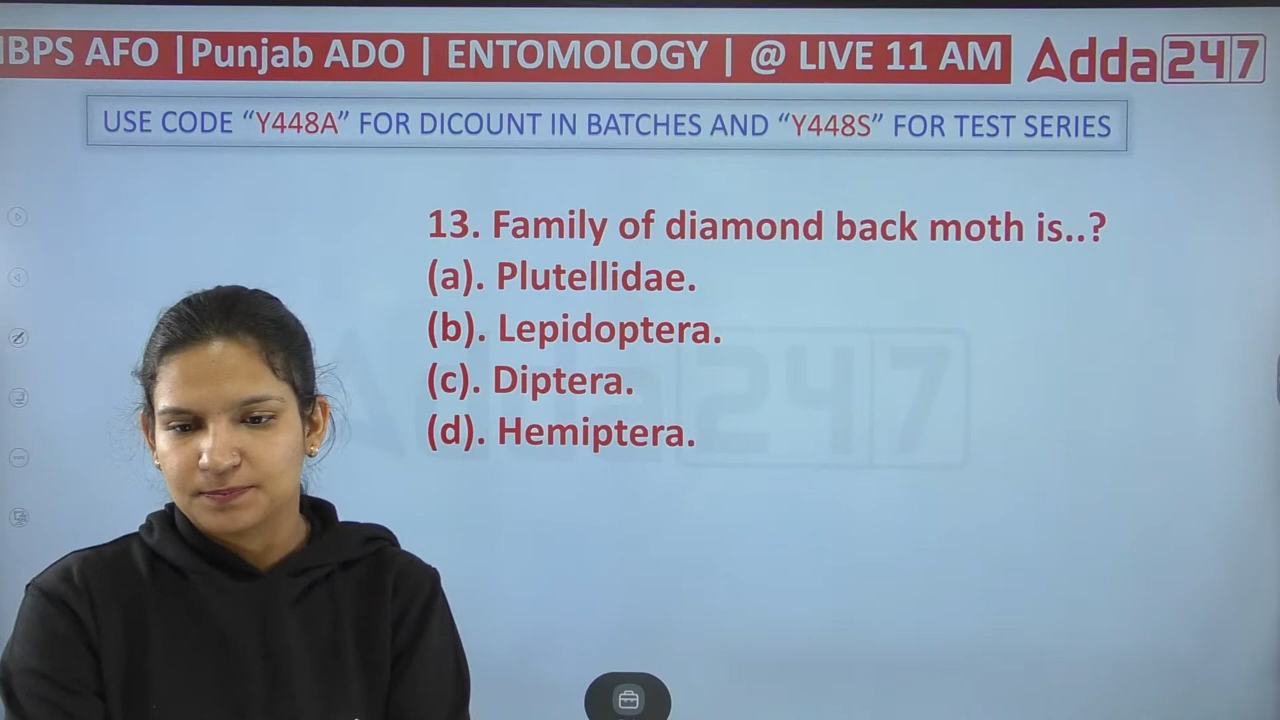 IBPS AFO |Punjab ADO | ENTOMOLOGY | @ LIVE 11 AM
Adda247
USE CODE “Y448A” FOR DICOUNT IN BATCHES AND “Y448S” FOR TEST SERIES
13. Family of diamond back moth is..?
(a). Plutellidae.
(b). Lepidoptera.
(c). Diptera.
(d). Hemiptera.
Adda247